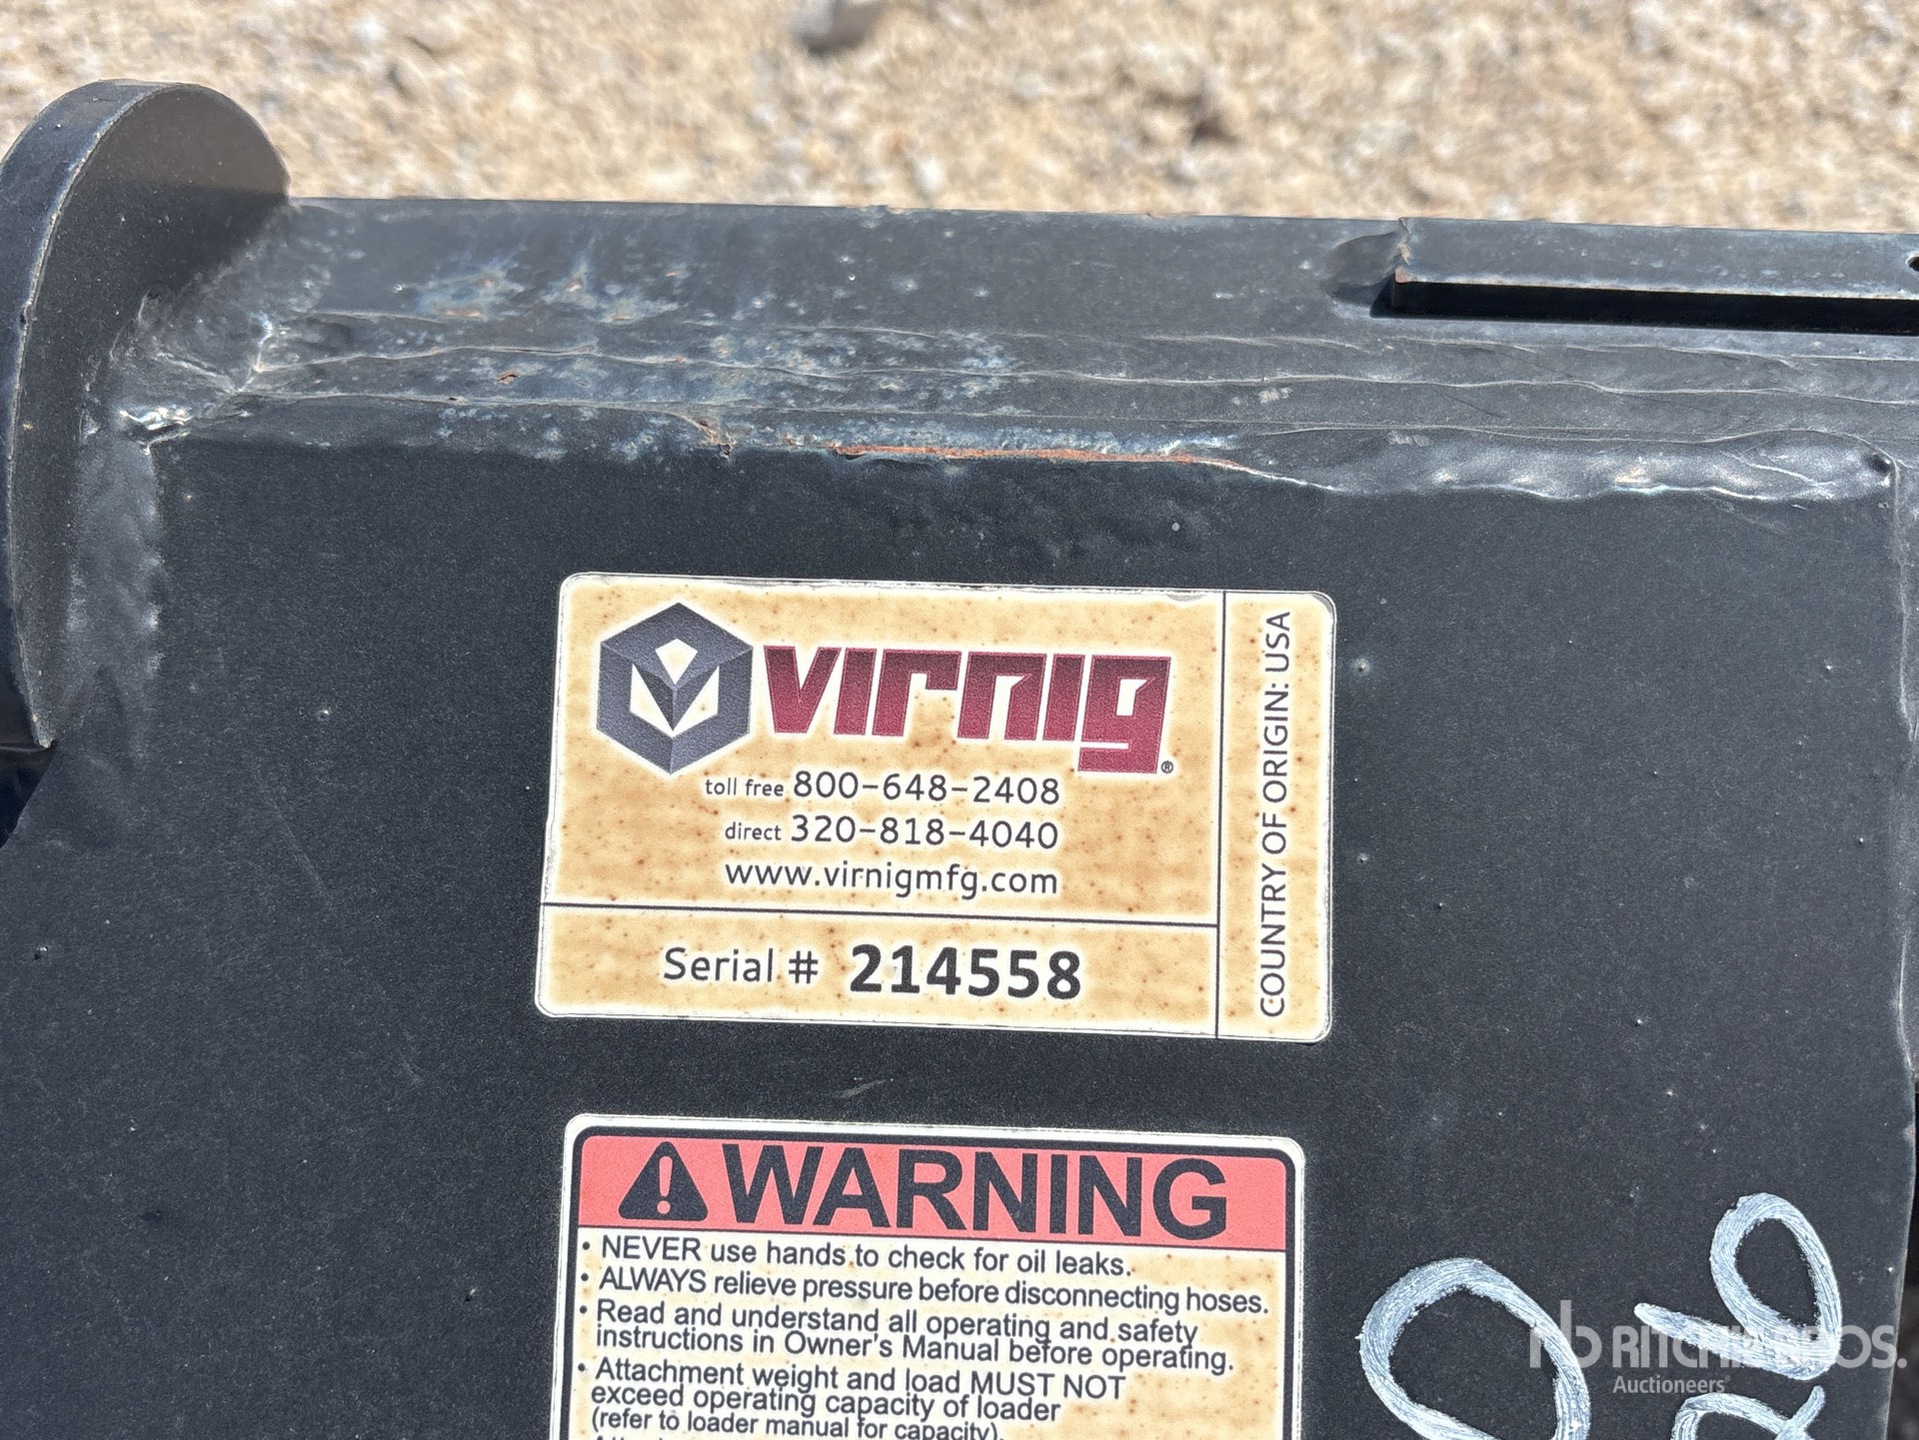 virnig®
toll free 800-648-2408
direct 320-818-4040
www.virnigmfg.com
Serial # 214558
COUNTRY OF ORIGIN: USA
WARNING
• NEVER use hands to check for oil leaks.
• ALWAYS relieve pressure before disconnecting hoses.
• Read and understand all operating and safety
instructions in Owner's Manual before operating.
• Attachment weight and load MUST NOT
exceed operating capacity of loader
(refer to loader manual for capacity).
rb RITCHIE BROS.
Auctioneers